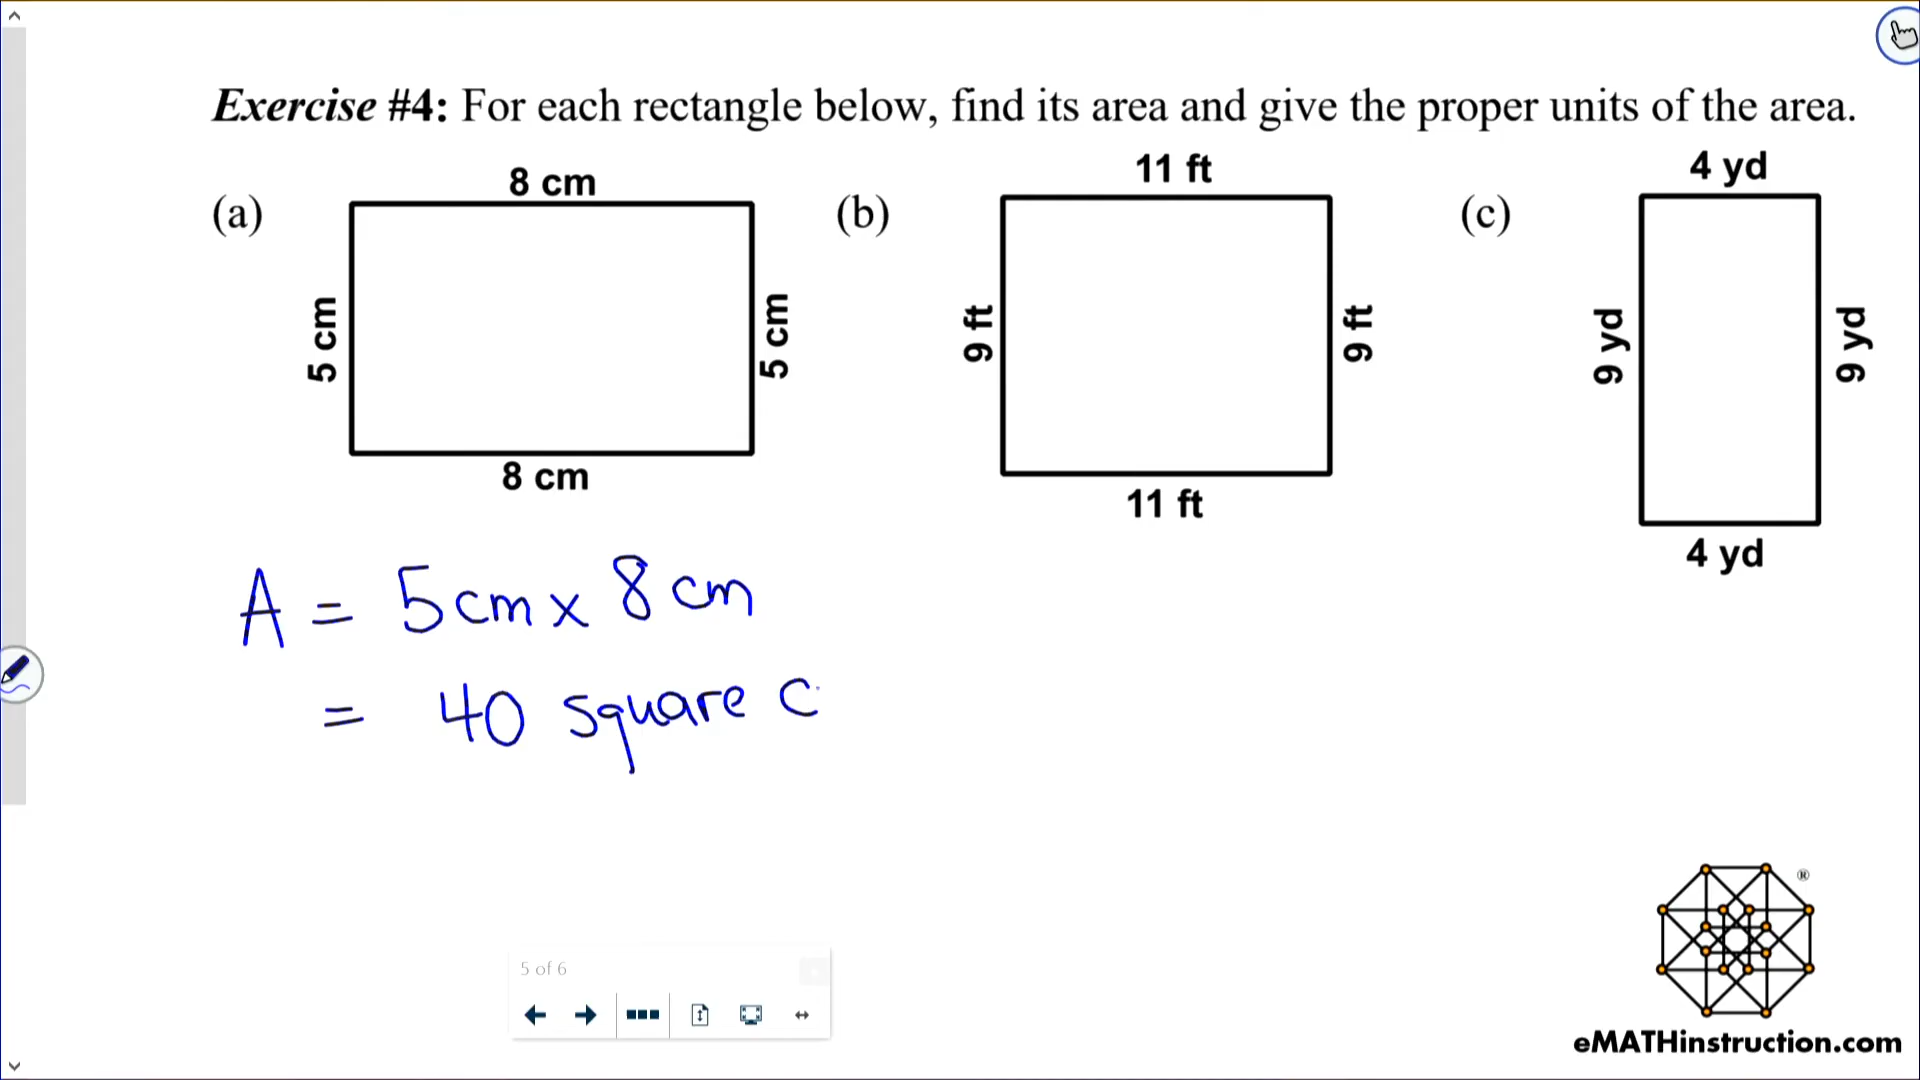 Exercise #4: For each rectangle below, find its area and give the proper units of the area.
(a)
8 cm
5 cm
5 cm
8 cm
(b)
11 ft
9 ft
9 ft
11 ft
(c)
4 yd
9 yd
9 yd
4 yd
A = 5 cm x 8 cm
= 40 square c
5 of 6
®
eMATHinstruction.com